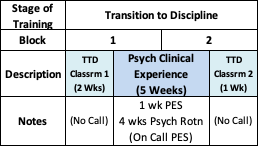 Stage of Training
Transition to Discipline
Block
1
2
Description
TTD
Classrm 1
(2 Wks)
Psych Clinical
Experience
(5 Weeks)
TTD
Classrm 2
(1 Wk)
Notes
(No Call)
1 wk PES
4 wks Psych Rotn
(On Call PES)
(No Call)